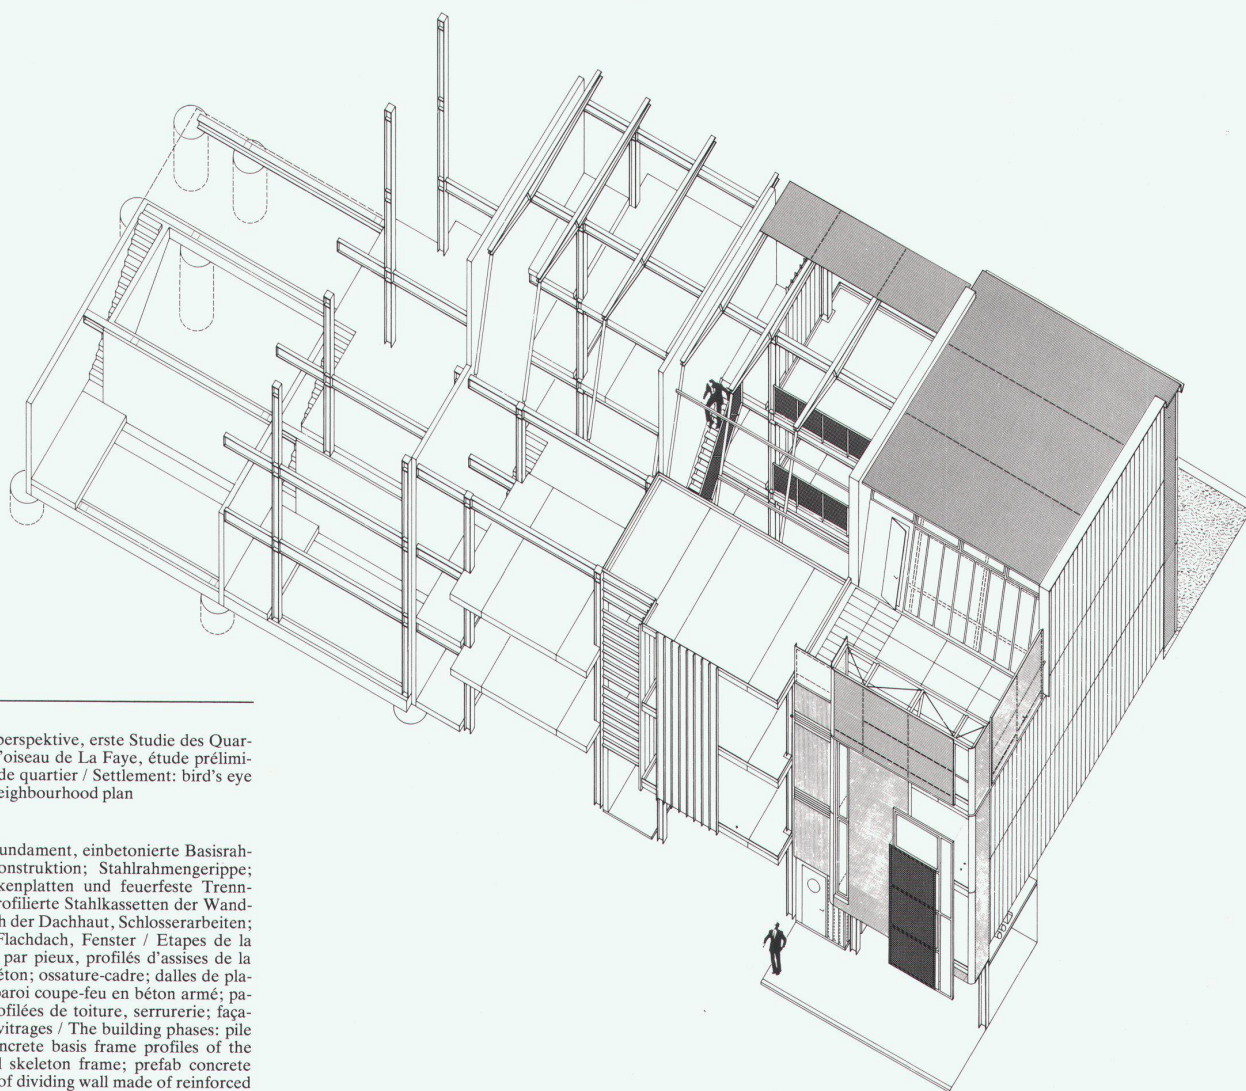 perspektive, erste Studie des Quar-
'oiseau de La Faye, étude prélimi-
de quartier / Settlement: bird's eye
eighbourhood plan
undament, einbetonierte Basisrah-
onstruktion; Stahlrahmengerippe;
kenplatten und feuerfeste Trenn-
rofilierte Stahlkassetten der Wand-
h der Dachhaut, Schlosserarbeiten;
Flachdach, Fenster / Etapes de la
par pieux, profilés d'assises de la
éton; ossature-cadre; dalles de pla-
paroi coupe-feu en béton armé; pa-
ofilées de toiture, serrurerie; faça-
vitrages / The building phases: pile
ncrete basis frame profiles of the
l skeleton frame; prefab concrete
of dividing wall made of reinforced